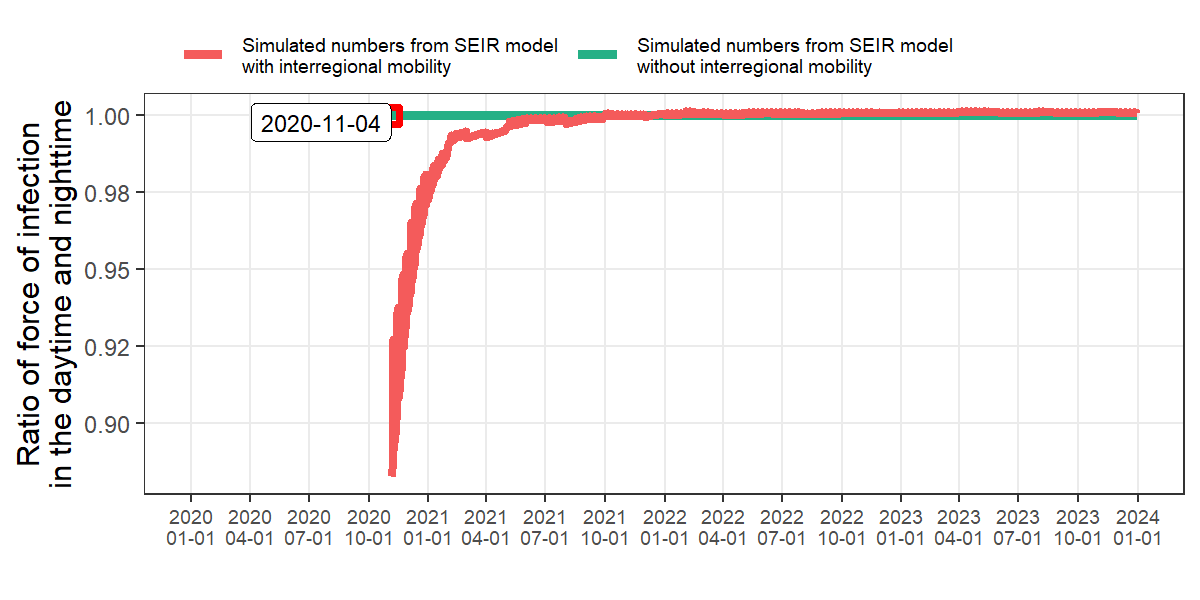 Simulated numbers from SEIR model
with interregional mobility
Simulated numbers from SEIR model
without interregional mobility
Ratio of force of infection
in the daytime and nighttime
1.00
0.98
0.95
0.92
0.90
2020-11-04
2020 2020 2020 2020 2021 2021 2021 2021 2022 2022 2022 2022 2023 2023 2023 2023 2024
01-01 04-01 07-01 10-01 01-01 04-01 07-01 10-01 01-01 04-01 07-01 10-01 01-01 04-01 07-01 10-01 01-01